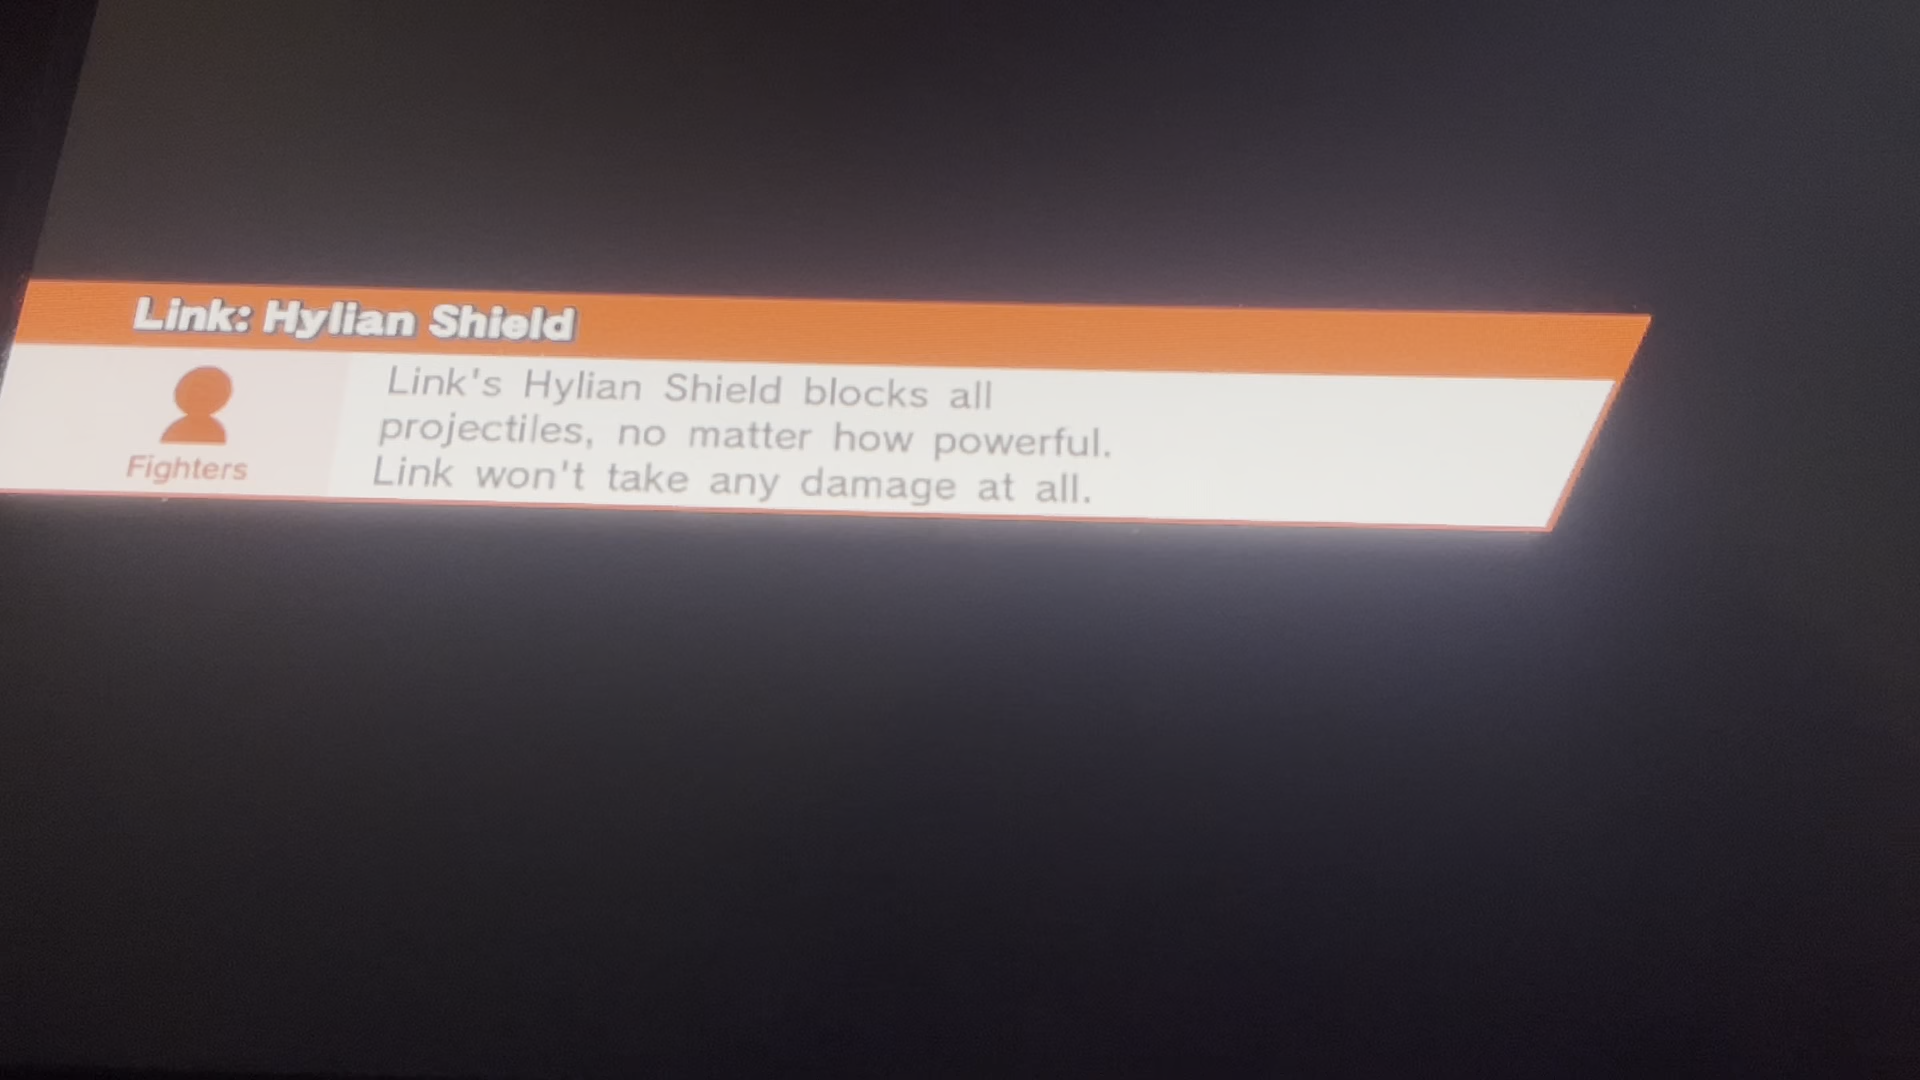 Link: Hylian Shield
Fighters
Link's Hylian Shield blocks all
projectiles, no matter how powerful.
Link won't take any damage at all.